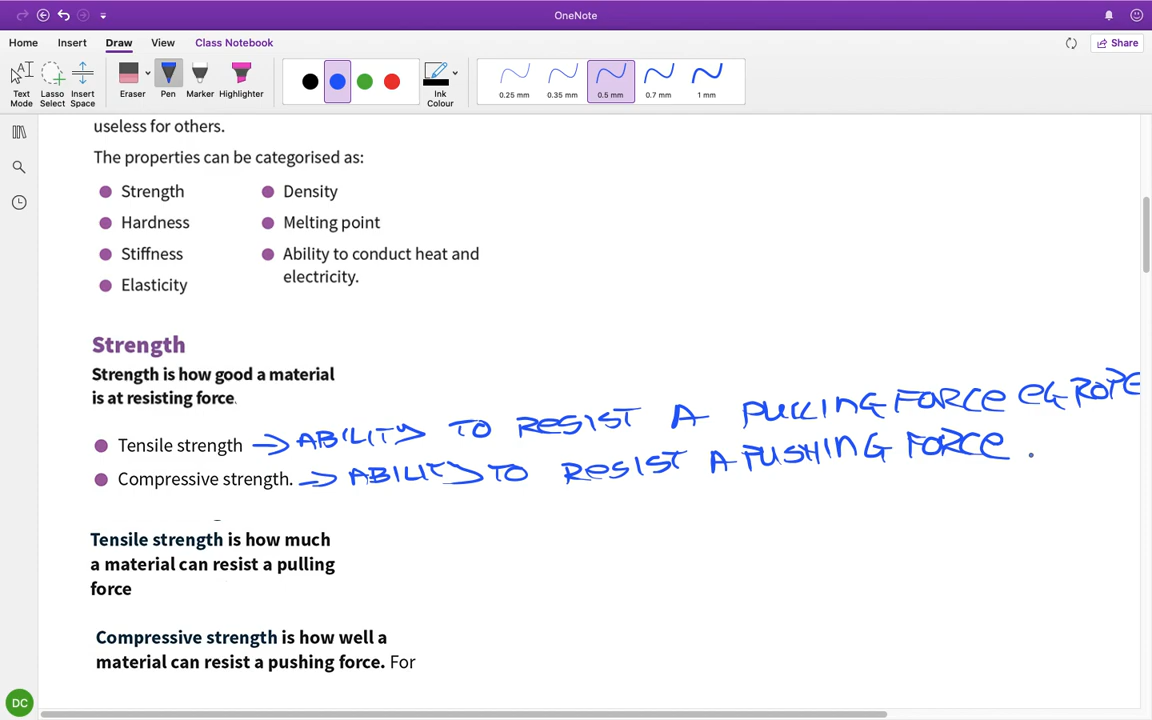 OneNote
Home Insert Draw View Class Notebook Share
Text Mode Lasso Select Insert Space Eraser Pen Marker Highlighter Ink Colour 0.25 mm 0.35 mm 0.5 mm 0.7 mm 1 mm
useless for others.
The properties can be categorised as:
Strength
Hardness
Stiffness
Elasticity
Density
Melting point
Ability to conduct heat and
electricity.
Strength
Strength is how good a material
is at resisting force.
Tensile strength → ABILITY TO RESIST A PULLING FORCE EG ROPE
Compressive strength. → ABILITY TO RESIST A PUSHING FORCE .
Tensile strength is how much
a material can resist a pulling
force
Compressive strength is how well a
material can resist a pushing force. For
DC